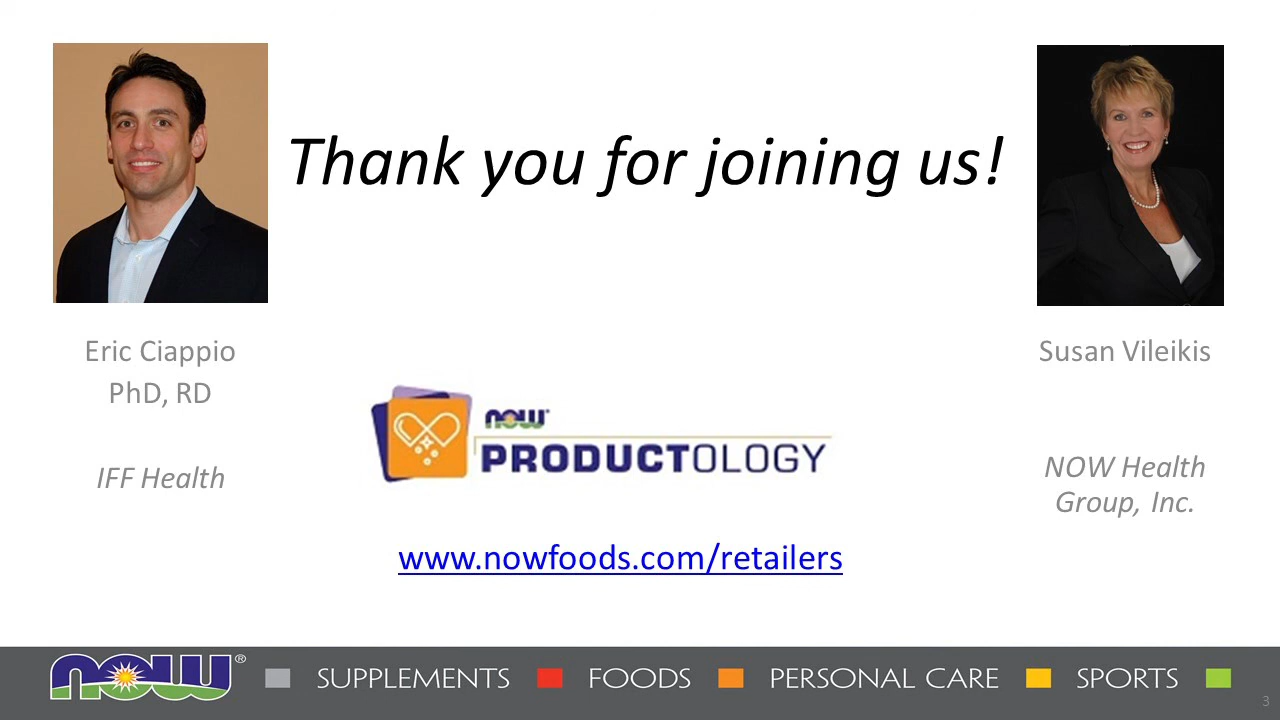 Thank you for joining us!
Eric Ciappio
PhD, RD
IFF Health
Susan Vileikis
NOW Health
Group, Inc.
NOW
PRODUCTOLOGY
www.nowfoods.com/retailers
NOW® SUPPLEMENTS FOODS PERSONAL CARE SPORTS
3